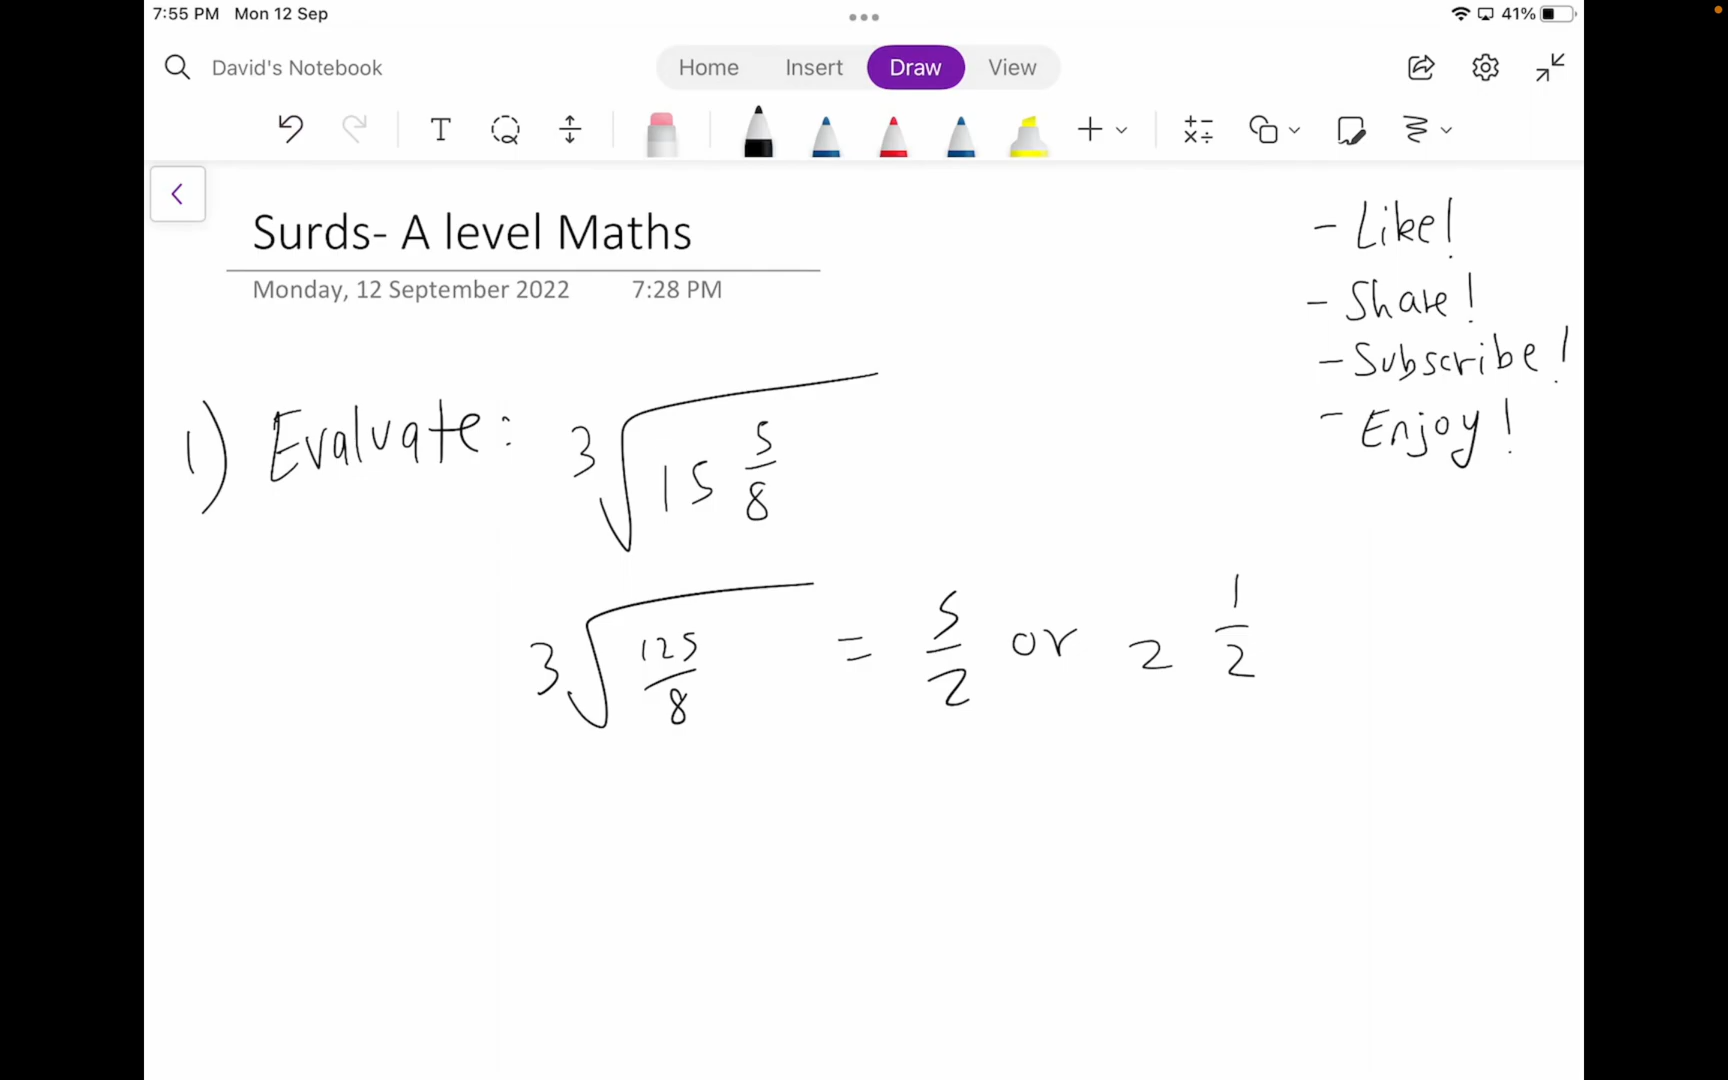 7:55 PM Mon 12 Sep 41%
David's Notebook Home Insert Draw View
T
Surds- A level Maths
Monday, 12 September 2022 7:28 PM
- Like!
- Share!
- Subscribe!
- Enjoy!
1) Evaluate: ∛(15 5/8)
∛(125/8) = 5/2 or 2 1/2